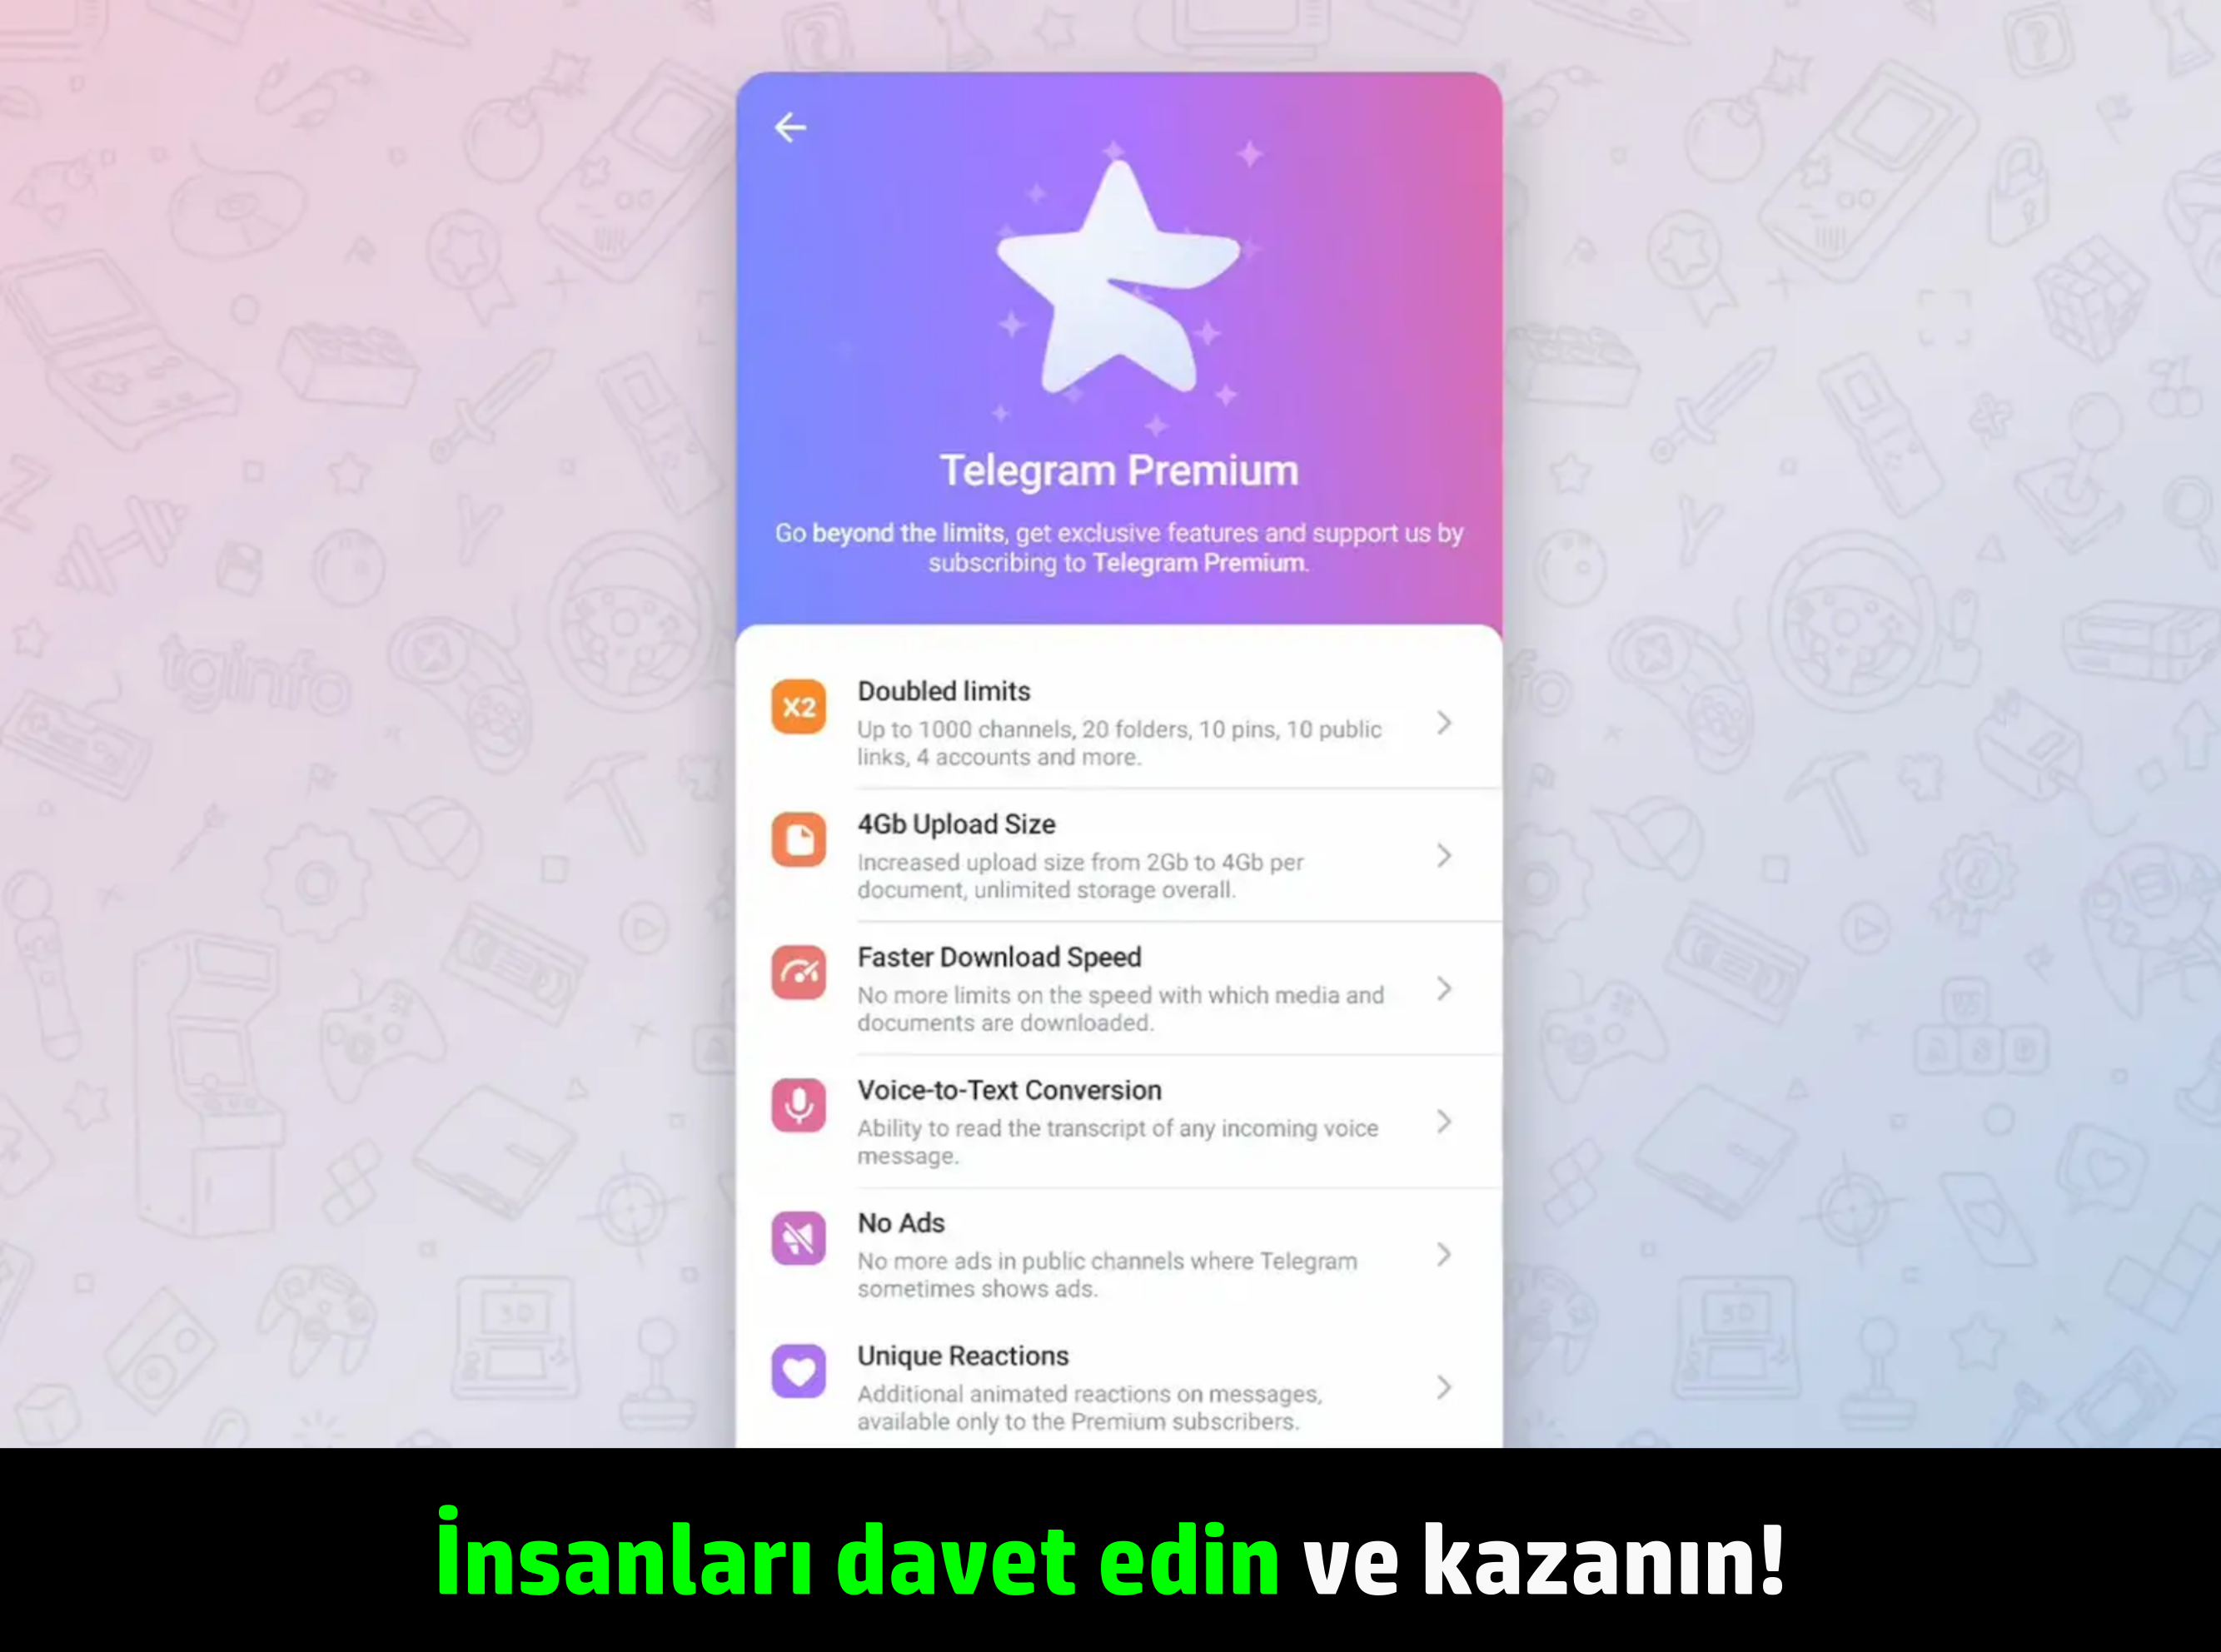 Telegram Premium
Go beyond the limits, get exclusive features and support us by
subscribing to Telegram Premium.
X2
Doubled limits
Up to 1000 channels, 20 folders, 10 pins, 10 public
links, 4 accounts and more.
4Gb Upload Size
Increased upload size from 2Gb to 4Gb per
document, unlimited storage overall.
Faster Download Speed
No more limits on the speed with which media and
documents are downloaded.
Voice-to-Text Conversion
Ability to read the transcript of any incoming voice
message.
No Ads
No more ads in public channels where Telegram
sometimes shows ads.
Unique Reactions
Additional animated reactions on messages,
available only to the Premium subscribers.
tginfo
İnsanları davet edin ve kazanın!